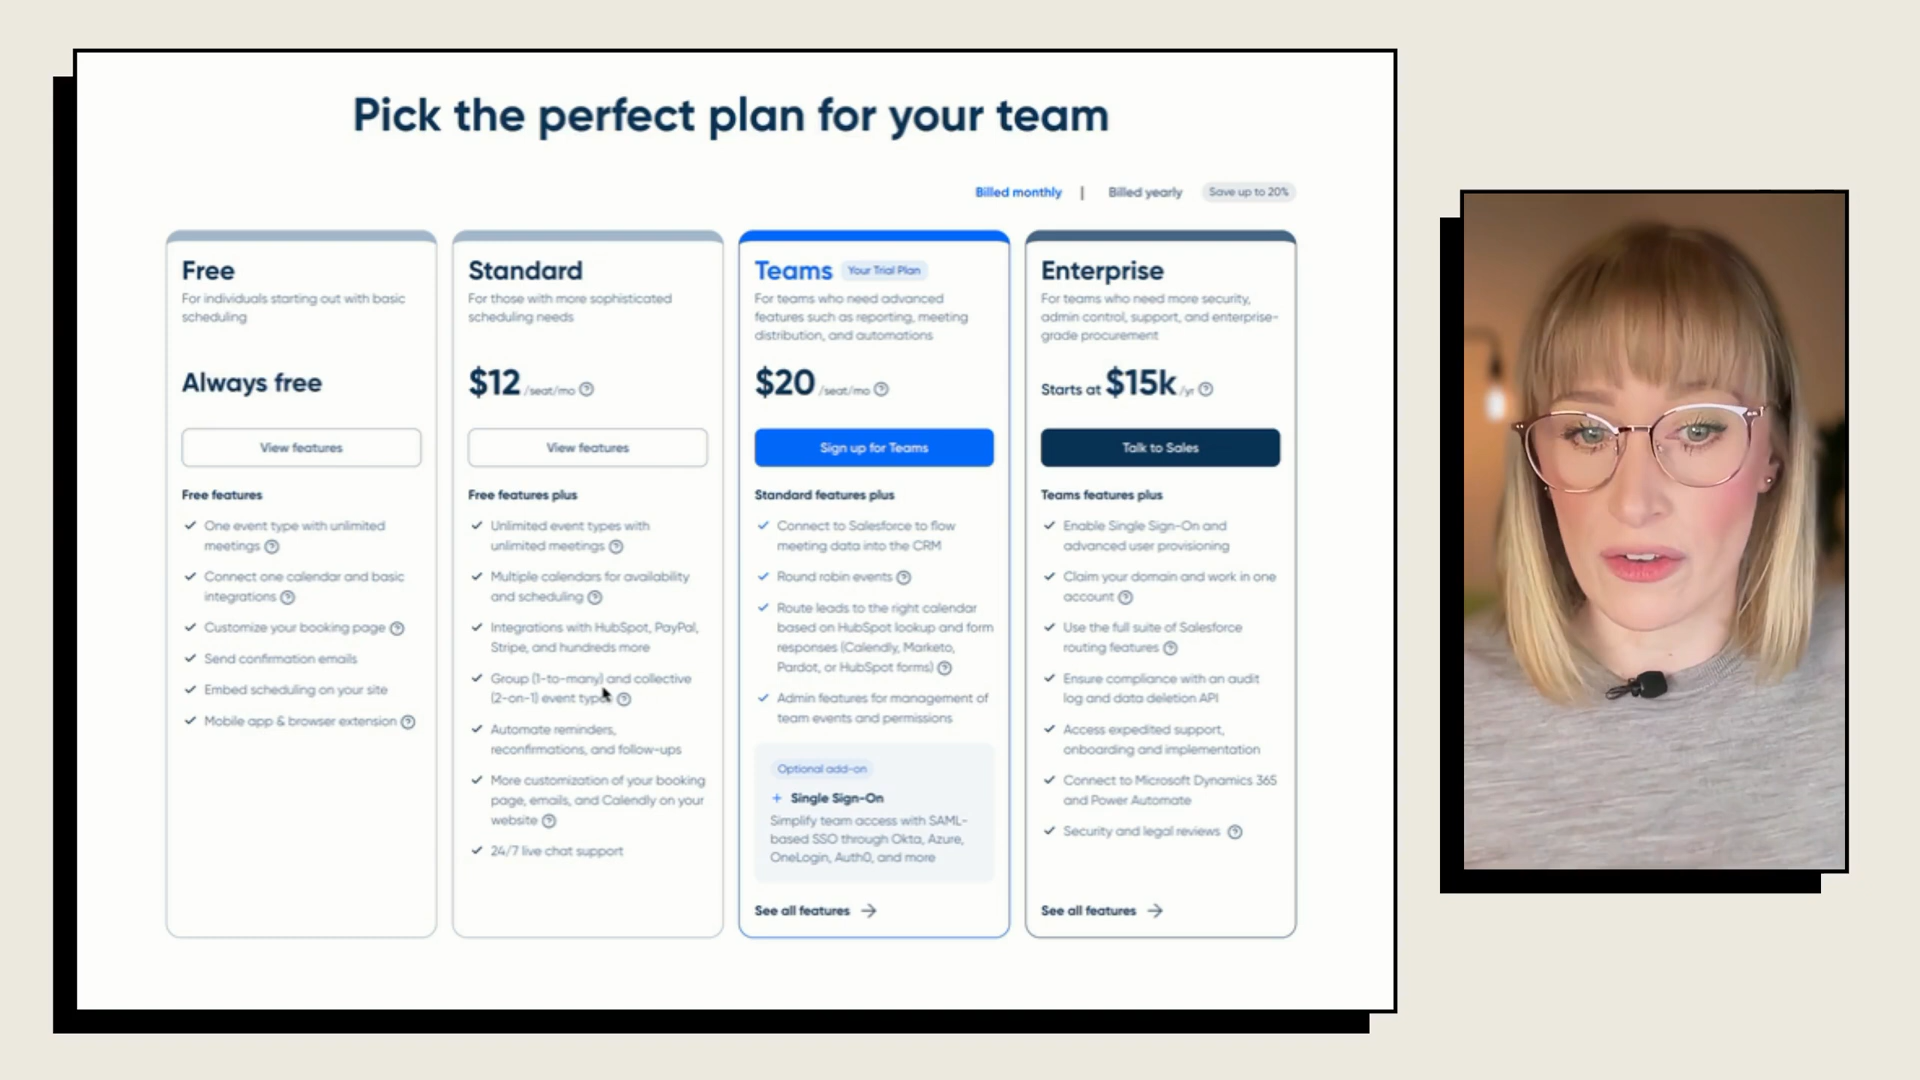 Pick the perfect plan for your team
Billed monthly | Billed yearly Save up to 20%
Free
For individuals starting out with basic
scheduling
Always free
View features
Free features
One event type with unlimited
meetings
Connect one calendar and basic
integrations
Customize your booking page
Send confirmation emails
Embed scheduling on your site
Mobile app & browser extension
Standard
For those with more sophisticated
scheduling needs
$12 /seat/mo
View features
Free features plus
Unlimited event types with
unlimited meetings
Multiple calendars for availability
and scheduling
Integrations with HubSpot, PayPal,
Stripe, and hundreds more
Group (1-to-many) and collective
(2-on-1) event types
Automate reminders,
reconfirmations, and follow-ups
More customization of your booking
page, emails, and Calendly on your
website
24/7 live chat support
Teams Your Trial Plan
For teams who need advanced
features such as reporting, meeting
distribution, and automations
$20 /seat/mo
Sign up for Teams
Standard features plus
Connect to Salesforce to flow
meeting data into the CRM
Round robin events
Route leads to the right calendar
based on HubSpot lookup and form
responses (Calendly, Marketo,
Pardot, or HubSpot forms)
Admin features for management of
team events and permissions
Optional add-on
+ Single Sign-On
Simplify team access with SAML-
based SSO through Okta, Azure,
OneLogin, Auth0, and more
See all features
Enterprise
For teams who need more security,
admin control, support, and enterprise-
grade procurement
Starts at $15k /yr
Talk to Sales
Teams features plus
Enable Single Sign-On and
advanced user provisioning
Claim your domain and work in one
account
Use the full suite of Salesforce
routing features
Ensure compliance with an audit
log and data deletion API
Access expedited support,
onboarding and implementation
Connect to Microsoft Dynamics 365
and Power Automate
Security and legal reviews
See all features